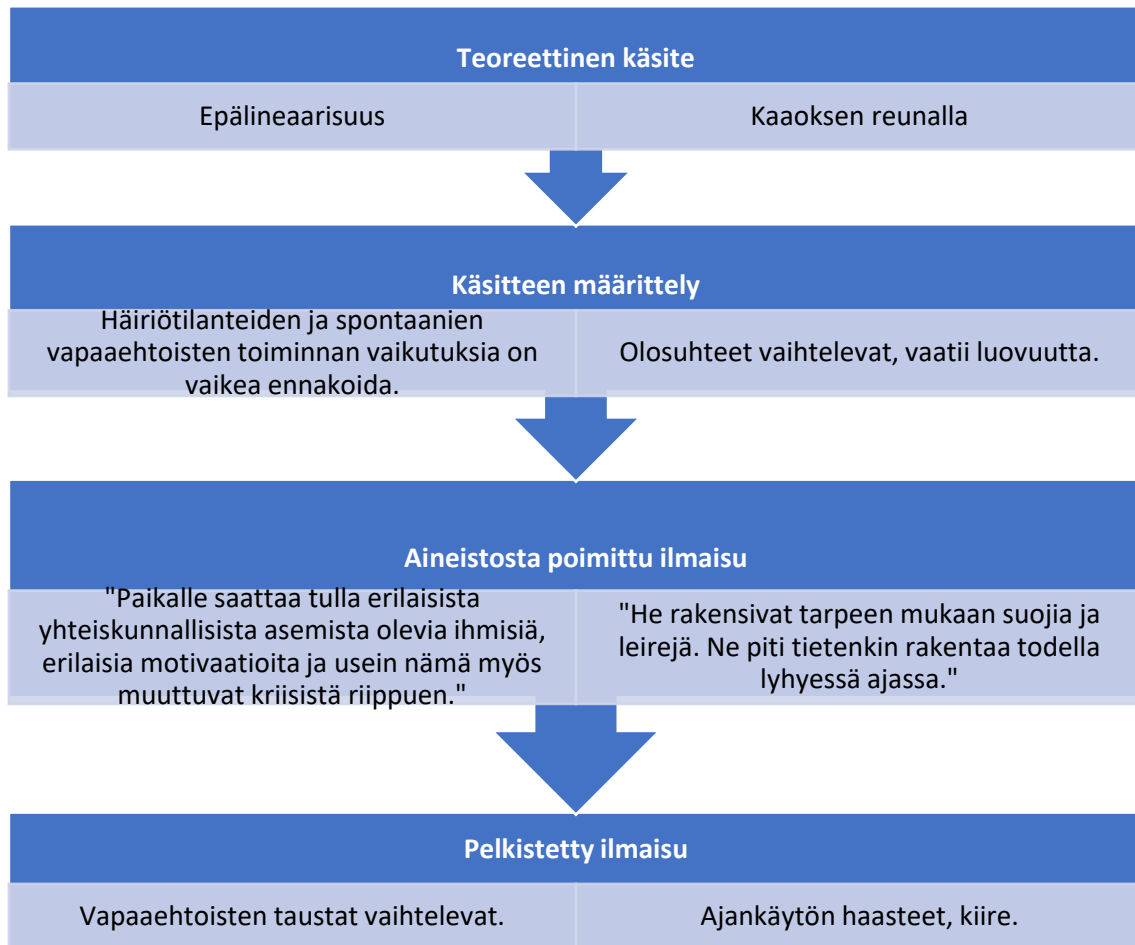 Teoreettinen käsite
Epälineaarisuus
Kaaoksen reunalla
Käsitteen määrittely
Häiriötilanteiden ja spontaanien
vapaaehtoisten toiminnan vaikutuksia on
vaikea ennakoida.
Olosuhteet vaihtelevat, vaatii luovuutta.
Aineistosta poimittu ilmaisu
"Paikalle saattaa tulla erilaisista
yhteiskunnallisista asemista olevia ihmisiä,
erilaisia motivaatioita ja usein nämä myös
muuttuvat kriisistä riippuen."
"He rakensivat tarpeen mukaan suojia ja
leirejä. Ne piti tietenkin rakentaa todella
lyhyessä ajassa."
Pelkistetty ilmaisu
Vapaaehtoisten taustat vaihtelevat.
Ajankäytön haasteet, kiire.